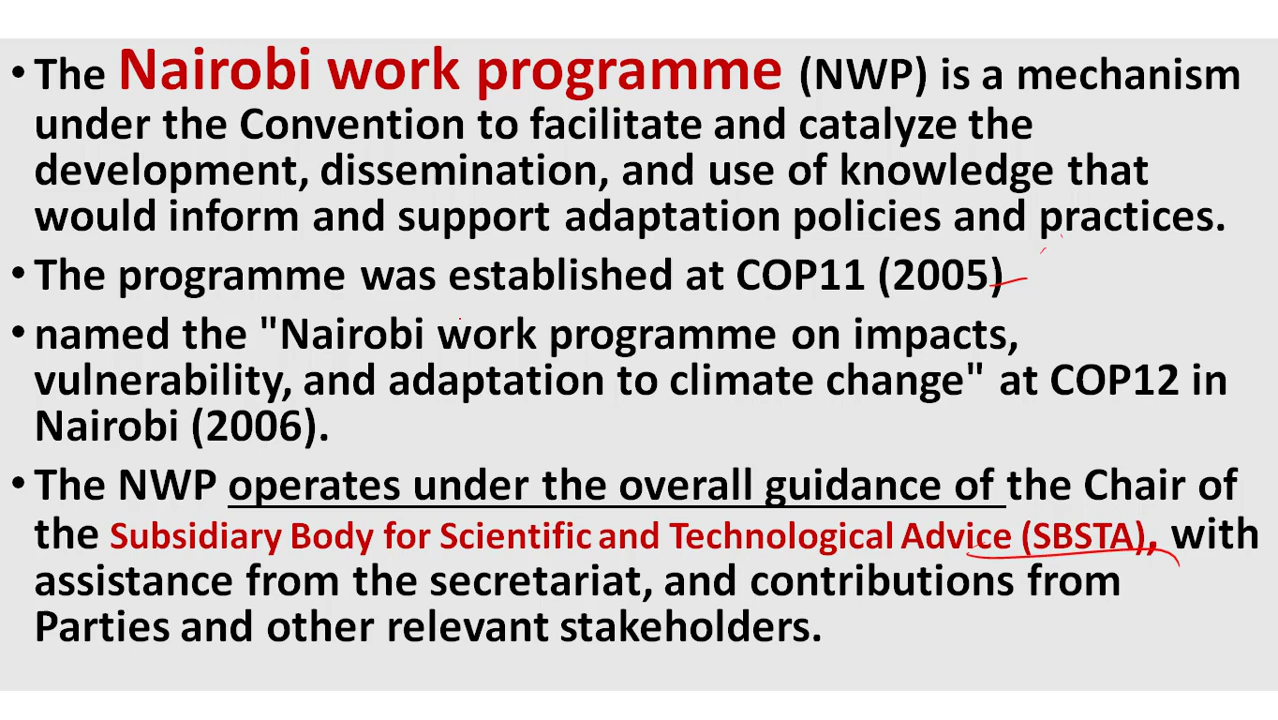 • The Nairobi work programme (NWP) is a mechanism
under the Convention to facilitate and catalyze the
development, dissemination, and use of knowledge that
would inform and support adaptation policies and practices.
• The programme was established at COP11 (2005)
• named the "Nairobi work programme on impacts,
vulnerability, and adaptation to climate change" at COP12 in
Nairobi (2006).
• The NWP operates under the overall guidance of the Chair of
the Subsidiary Body for Scientific and Technological Advice (SBSTA), with
assistance from the secretariat, and contributions from
Parties and other relevant stakeholders.